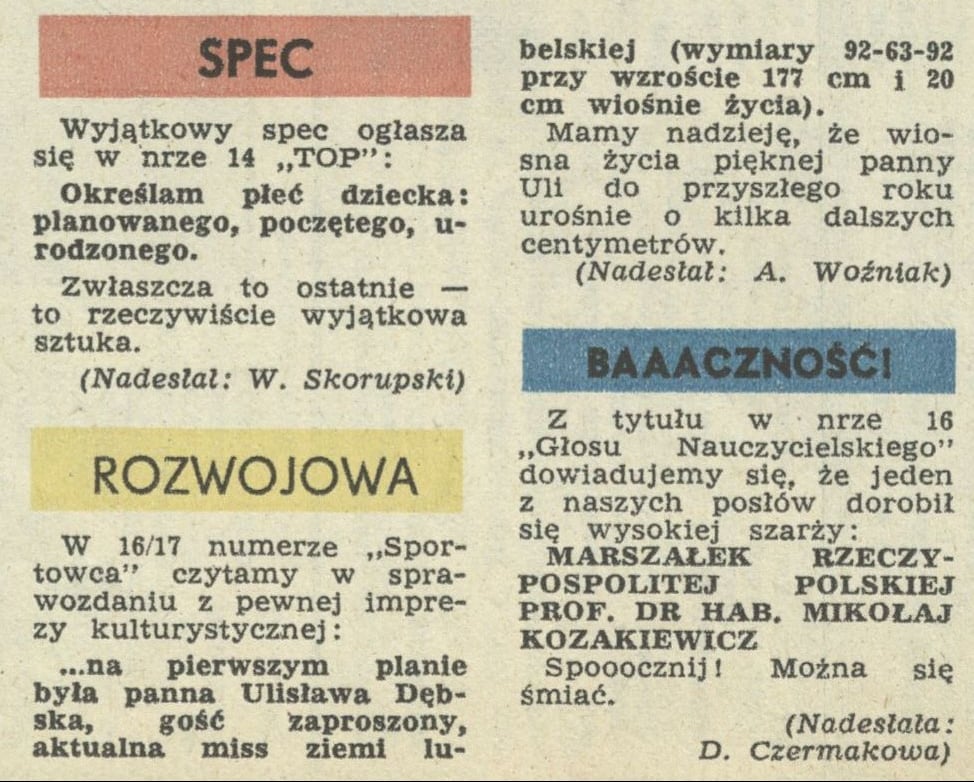 SPEC
Wyjątkowy spec ogłasza
się w nrze 14 „TOP”:
Określam płeć dziecka:
planowanego, poczętego, u-
rodzonego.
Zwłaszcza to ostatnie —
to rzeczywiście wyjątkowa
sztuka.
(Nadesłał: W. Skorupski)
ROZWOJOWA
W 16/17 numerze „Spor-
towca” czytamy w spra-
wozdaniu z pewnej impre-
zy kulturystycznej:
...na pierwszym planie
była panna Ulisława Dęb-
ska, gość zaproszony,
aktualna miss ziemi lu-
belskiej (wymiary 92-63-92
przy wzroście 177 cm i 20
cm wiośnie życia).
Mamy nadzieję, że wio-
sna życia pięknej panny
Uli do przyszłego roku
urośnie o kilka dalszych
centymetrów.
(Nadesłał: A. Woźniak)
BAAACZNOŚĆ!
Z tytułu w nrze 16
„Głosu Nauczycielskiego”
dowiadujemy się, że jeden
z naszych posłów dorobił
się wysokiej szarży:
MARSZAŁEK RZECZY-
POSPOLITEJ POLSKIEJ
PROF. DR HAB. MIKOŁAJ
KOZAKIEWICZ
Spooocznij! Można się
śmiać.
(Nadesłała:
D. Czermakowa)